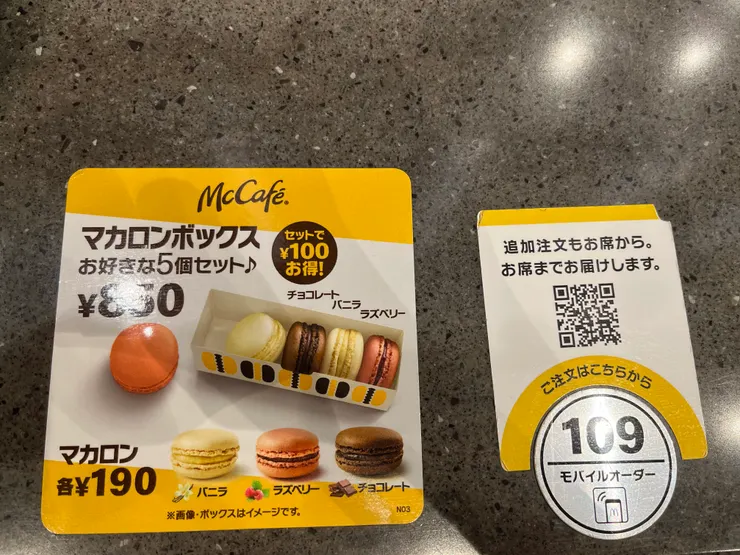 McCafé®
マカロンボックス
お好きな5個セット♪
¥850
セットで
¥100
お得!
チョコレート
バニラ
ラズベリー
マカロン
各¥190
バニラ
ラズベリー
チョコレート
※画像・ボックスはイメージです。
N03
追加注文もお席から。
お席までお届けします。
ご注文はこちらから
109
モバイルオーダー